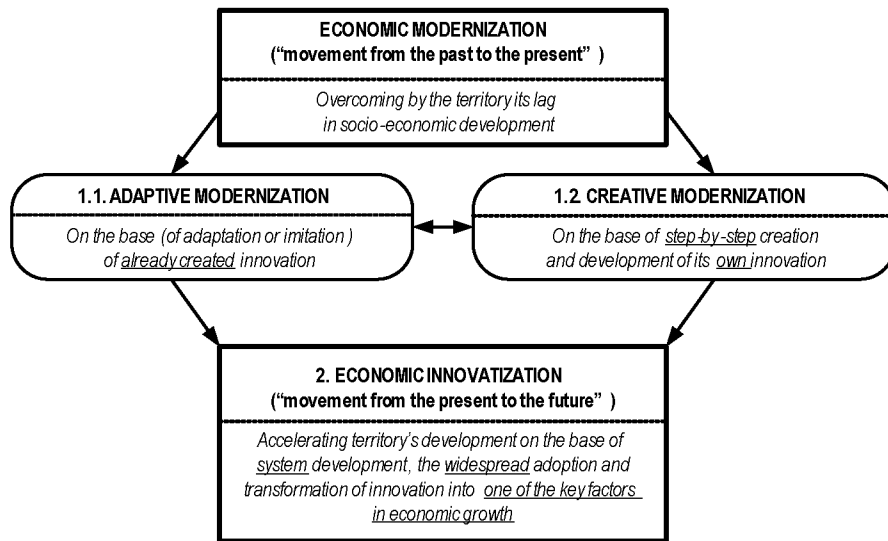 ECONOMIC MODERNIZATION
(“movement from the past to the present” )
Overcoming by the territory its lag
in socio-economic development
1.1. ADAPTIVE MODERNIZATION
On the base (of adaptation or imitation )
of already created innovation
1.2. CREATIVE MODERNIZATION
On the base of step-by-step creation
and development of its own innovation
2. ECONOMIC INNOVATIZATION
(“movement from the present to the future” )
Accelerating territory’s development on the base of
system development, the widespread adoption and
transformation of innovation into one of the key factors
in economic growth